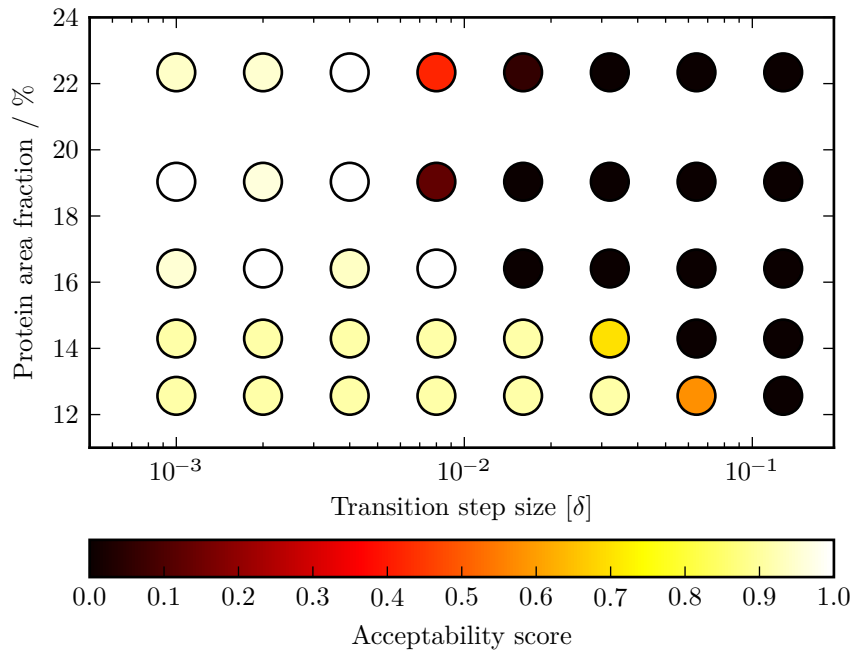 24
22
20
18
16
14
12
Protein area fraction / %
10⁻³ 10⁻² 10⁻¹
Transition step size [δ]
0.0 0.1 0.2 0.3 0.4 0.5 0.6 0.7 0.8 0.9 1.0
Acceptability score